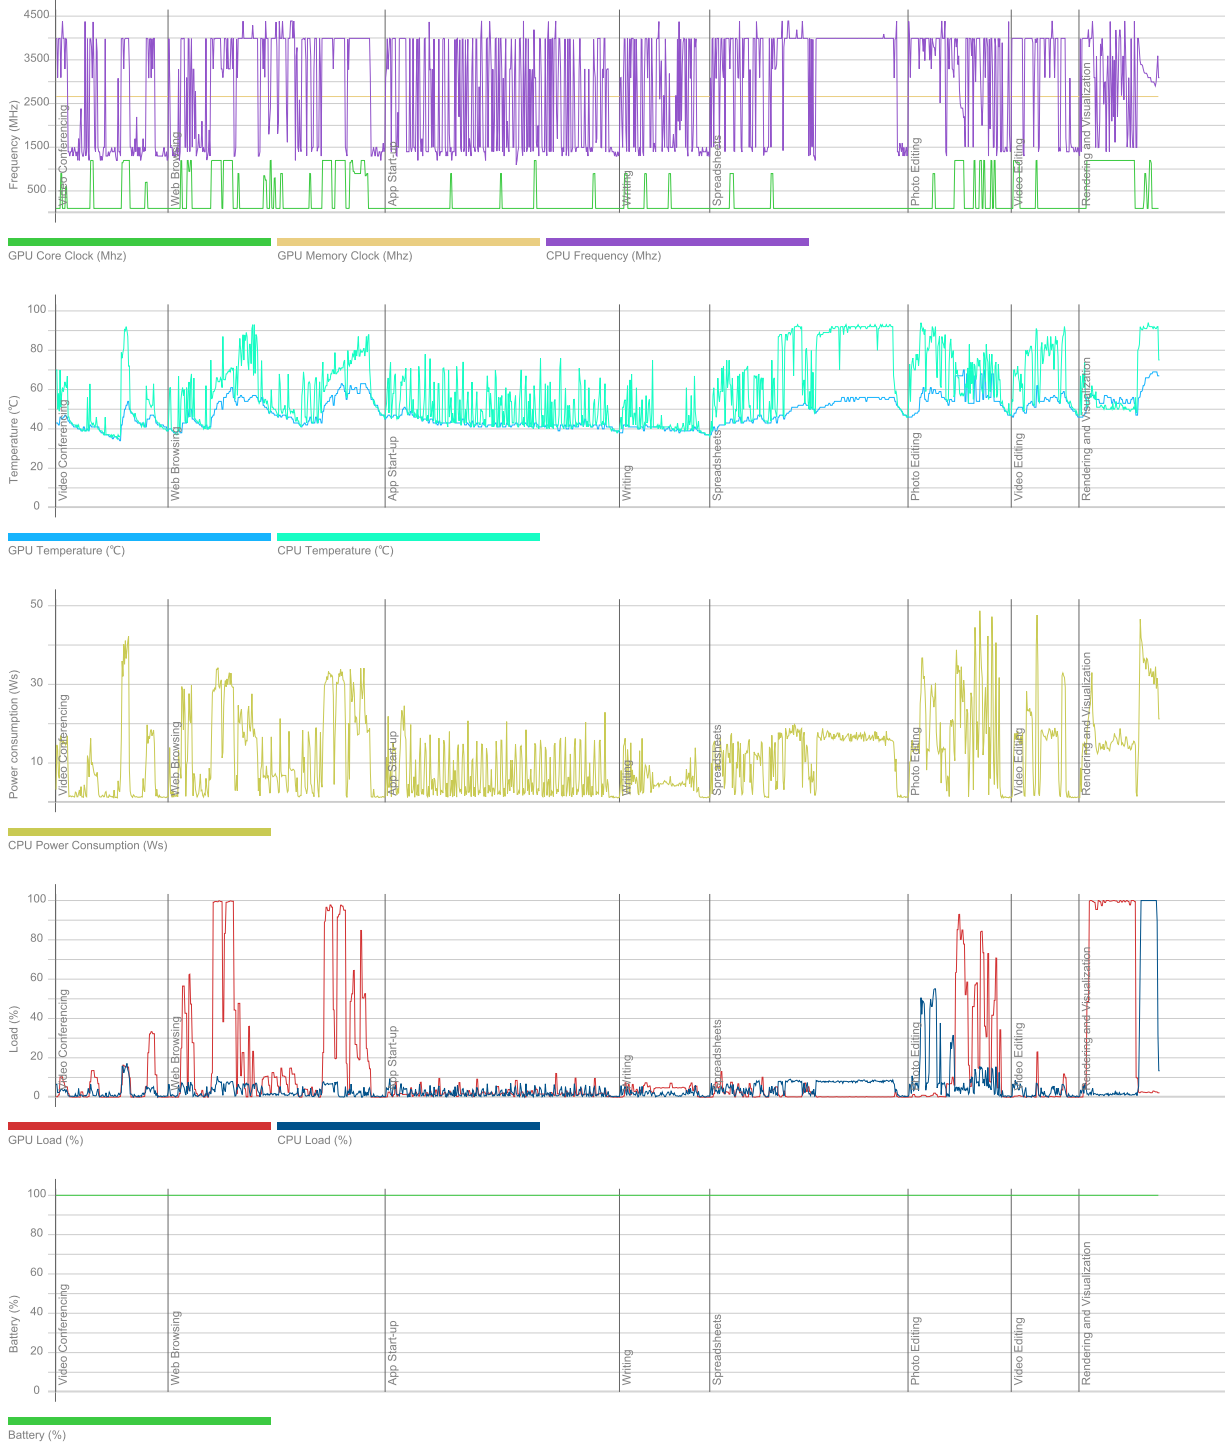 Frequency (MHz)
4500
3500
2500
1500
500
Video Conferencing
Web Browsing
App Start-up
Writing
Spreadsheets
Photo Editing
Video Editing
Rendering and Visualization
GPU Core Clock (Mhz)
GPU Memory Clock (Mhz)
CPU Frequency (Mhz)
Temperature (°C)
100
80
60
40
20
0
Video Conferencing
Web Browsing
App Start-up
Writing
Spreadsheets
Photo Editing
Video Editing
Rendering and Visualization
GPU Temperature (°C)
CPU Temperature (°C)
Power consumption (Ws)
50
30
10
Video Conferencing
Web Browsing
App Start-up
Writing
Spreadsheets
Photo Editing
Video Editing
Rendering and Visualization
CPU Power Consumption (Ws)
Load (%)
100
80
60
40
20
0
Video Conferencing
Web Browsing
App Start-up
Writing
Spreadsheets
Photo Editing
Video Editing
Rendering and Visualization
GPU Load (%)
CPU Load (%)
Battery (%)
100
80
60
40
20
0
Video Conferencing
Web Browsing
App Start-up
Writing
Spreadsheets
Photo Editing
Video Editing
Rendering and Visualization
Battery (%)